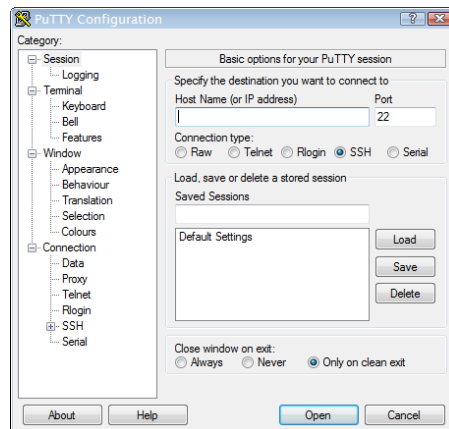 PuTTY Configuration
Category:
Session
Logging
Terminal
Keyboard
Bell
Features
Window
Appearance
Behaviour
Translation
Selection
Colours
Connection
Data
Proxy
Telnet
Rlogin
SSH
Serial
Basic options for your PuTTY session
Specify the destination you want to connect to
Host Name (or IP address) Port
22
Connection type:
Raw Telnet Rlogin SSH Serial
Load, save or delete a stored session
Saved Sessions
Default Settings
Load
Save
Delete
Close window on exit:
Always Never Only on clean exit
About Help Open Cancel